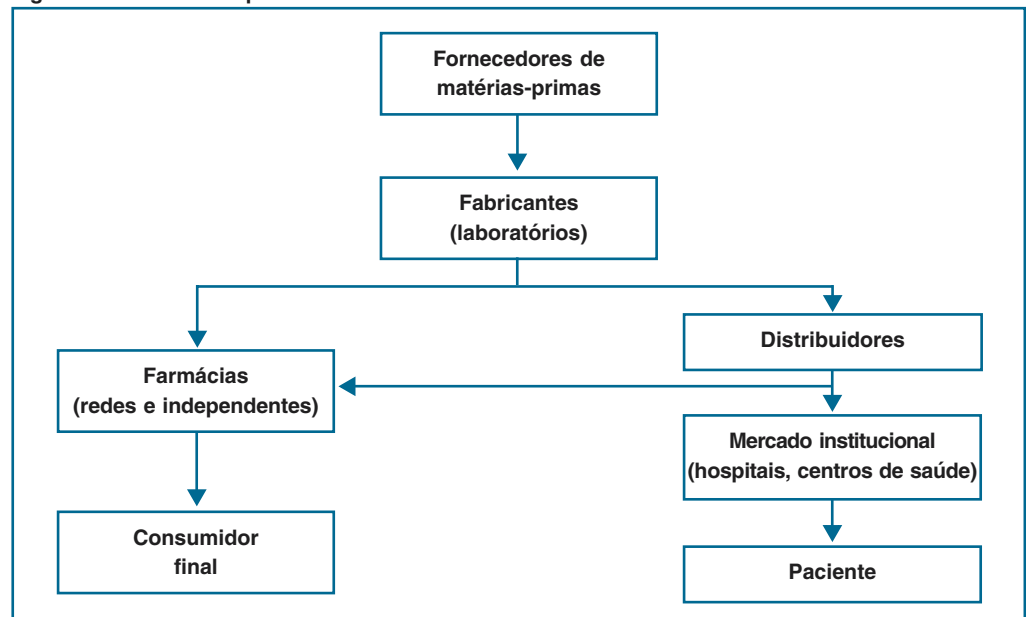 Fornecedores de
matérias-primas
Fabricantes
(laboratórios)
Distribuidores
Farmácias
(redes e independentes)
Mercado institucional
(hospitais, centros de saúde)
Consumidor
final
Paciente